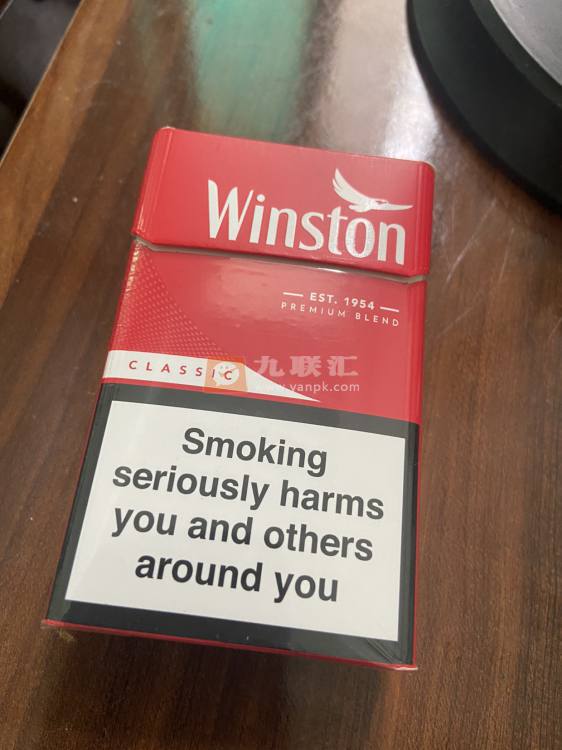 Winston
EST. 1954
PREMIUM BLEND
CLASSIC
九联汇
www.yanpk.com
Smoking
seriously harms
you and others
around you